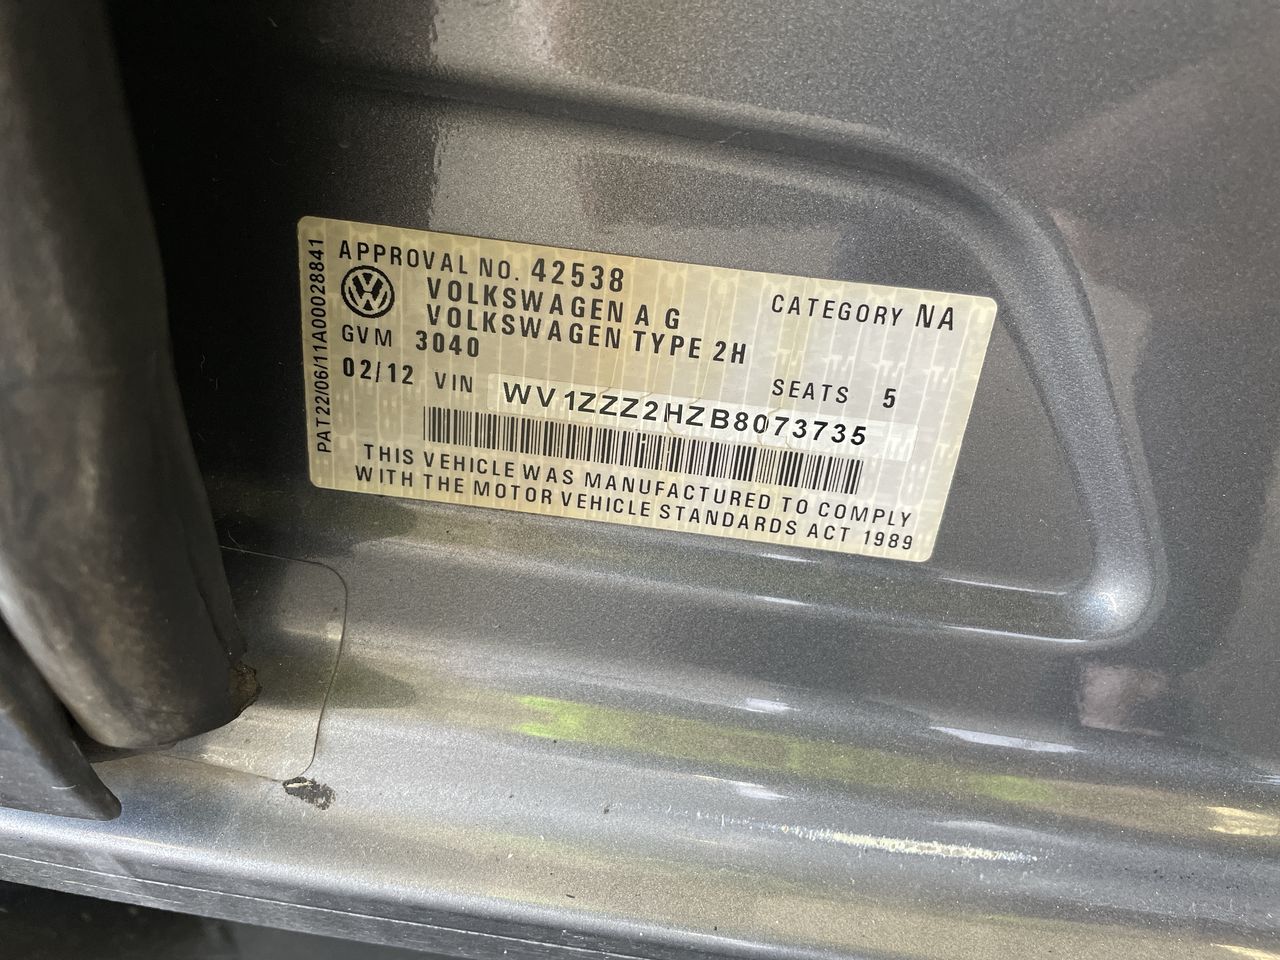 PAT22/06/11A00028841
APPROVAL NO. 42538
VOLKSWAGEN A G
CATEGORY NA
VOLKSWAGEN TYPE 2H
GVM 3040
SEATS 5
02/12 VIN WV1ZZZ2HZB8073735
THIS VEHICLE WAS MANUFACTURED TO COMPLY
WITH THE MOTOR VEHICLE STANDARDS ACT 1989